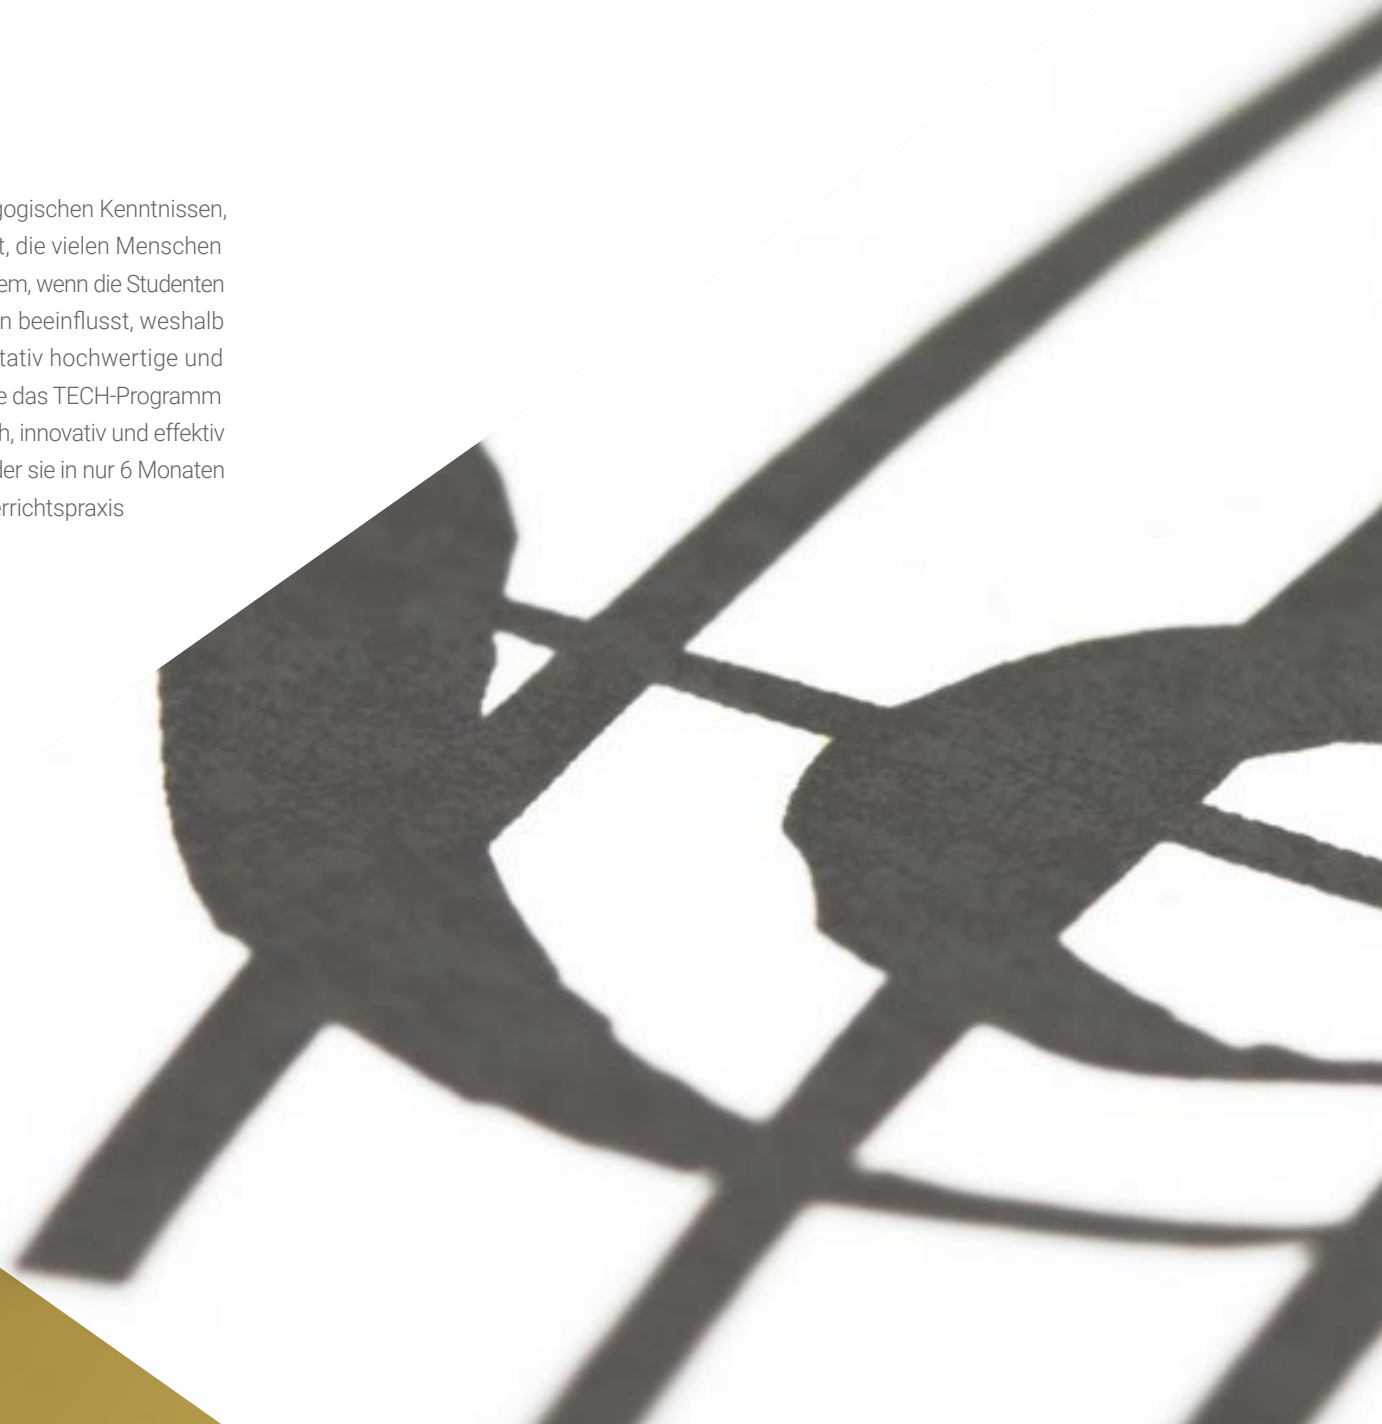 gogischen Kenntnissen,
t, die vielen Menschen
em, wenn die Studenten
n beeinflusst, weshalb
tativ hochwertige und
e das TECH-Programm
h, innovativ und effektiv
der sie in nur 6 Monaten
errichtspraxis